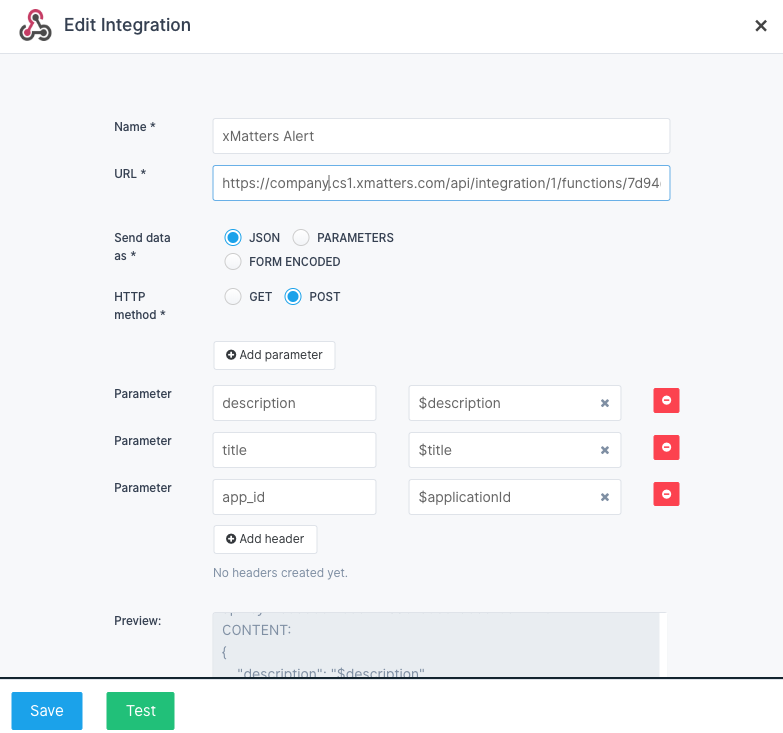 Edit Integration
Name *
xMatters Alert
URL *
https://company.cs1.xmatters.com/api/integration/1/functions/7d94
Send data as *
JSON
PARAMETERS
FORM ENCODED
HTTP method *
GET
POST
Add parameter
Parameter
description
$description
Parameter
title
$title
Parameter
app_id
$applicationId
Add header
No headers created yet.
Preview:
CONTENT:
{
"description": "$description"
Save
Test